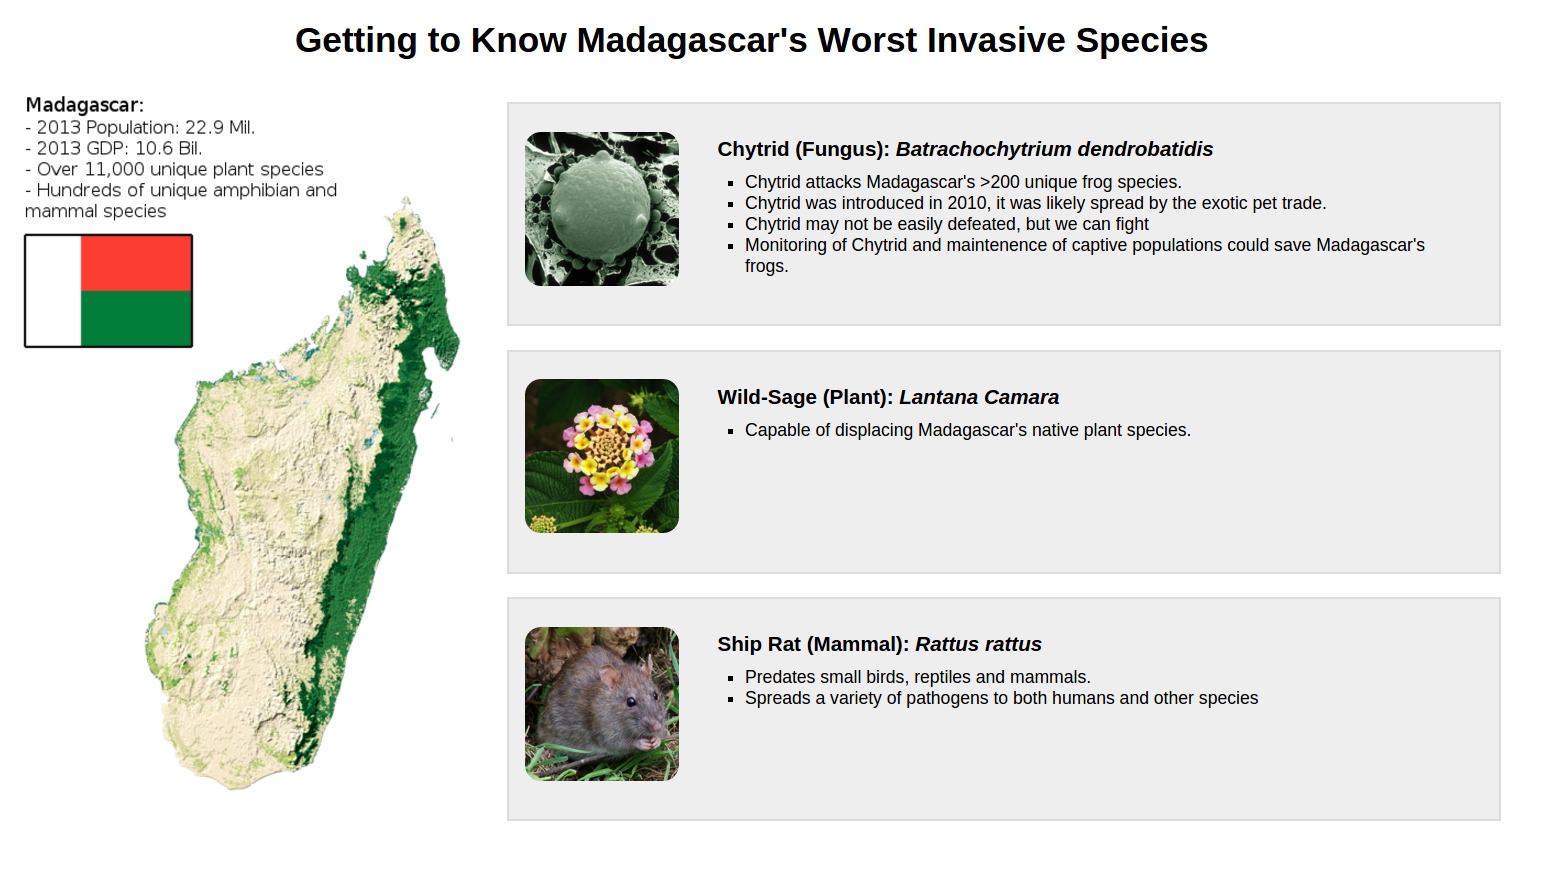 Getting to Know Madagascar's Worst Invasive Species
Madagascar:
- 2013 Population: 22.9 Mil.
- 2013 GDP: 10.6 Bil.
- Over 11,000 unique plant species
- Hundreds of unique amphibian and
mammal species
Chytrid (Fungus): Batrachochytrium dendrobatidis
▪ Chytrid attacks Madagascar's >200 unique frog species.
▪ Chytrid was introduced in 2010, it was likely spread by the exotic pet trade.
▪ Chytrid may not be easily defeated, but we can fight
▪ Monitoring of Chytrid and maintenence of captive populations could save Madagascar's
frogs.
Wild-Sage (Plant): Lantana Camara
▪ Capable of displacing Madagascar's native plant species.
Ship Rat (Mammal): Rattus rattus
▪ Predates small birds, reptiles and mammals.
▪ Spreads a variety of pathogens to both humans and other species